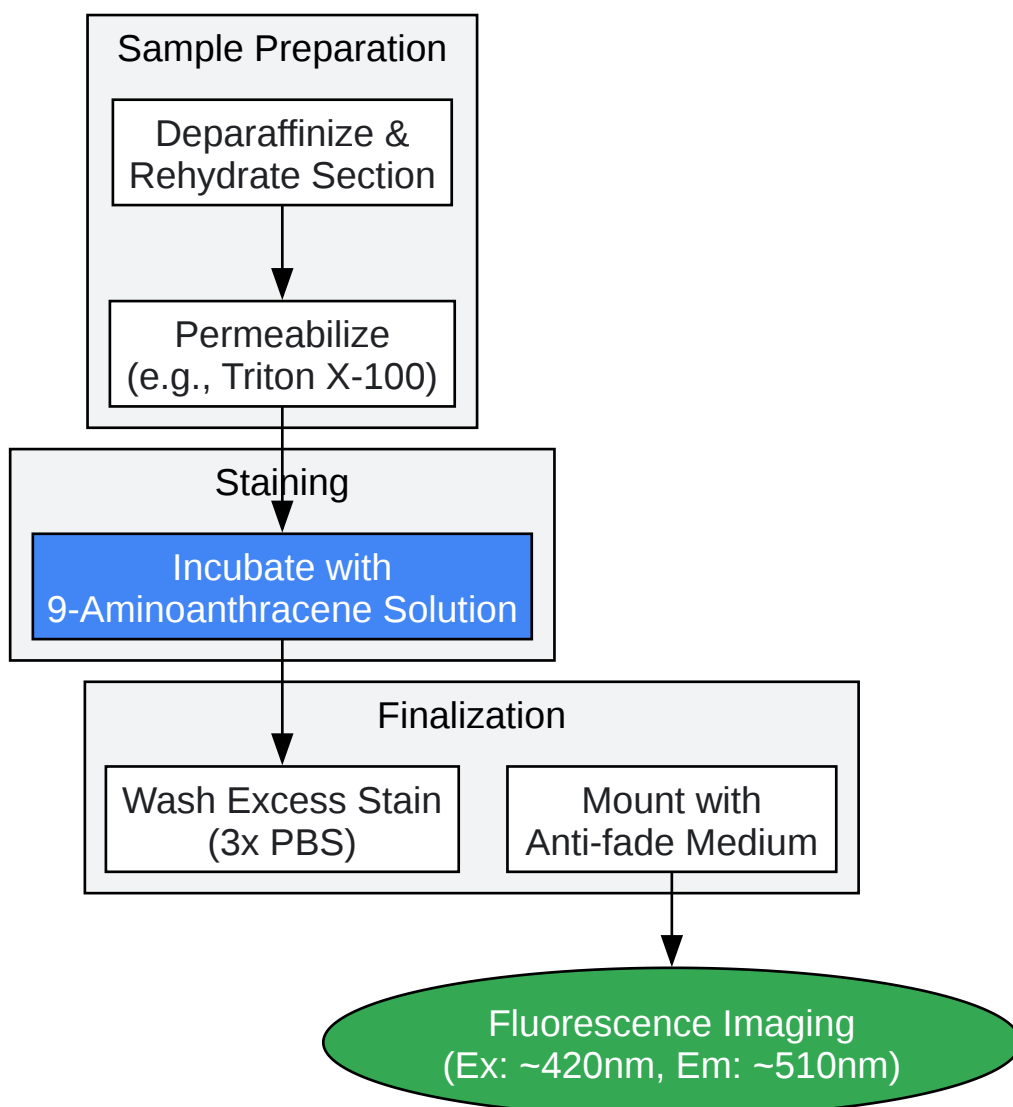 Sample Preparation
Deparaffinize &
Rehydrate Section
Permeabilize
(e.g., Triton X-100)
Staining
Incubate with
9-Aminoanthracene Solution
Finalization
Wash Excess Stain
(3x PBS)
Mount with
Anti-fade Medium
Fluorescence Imaging
(Ex: ~420nm, Em: ~510nm)